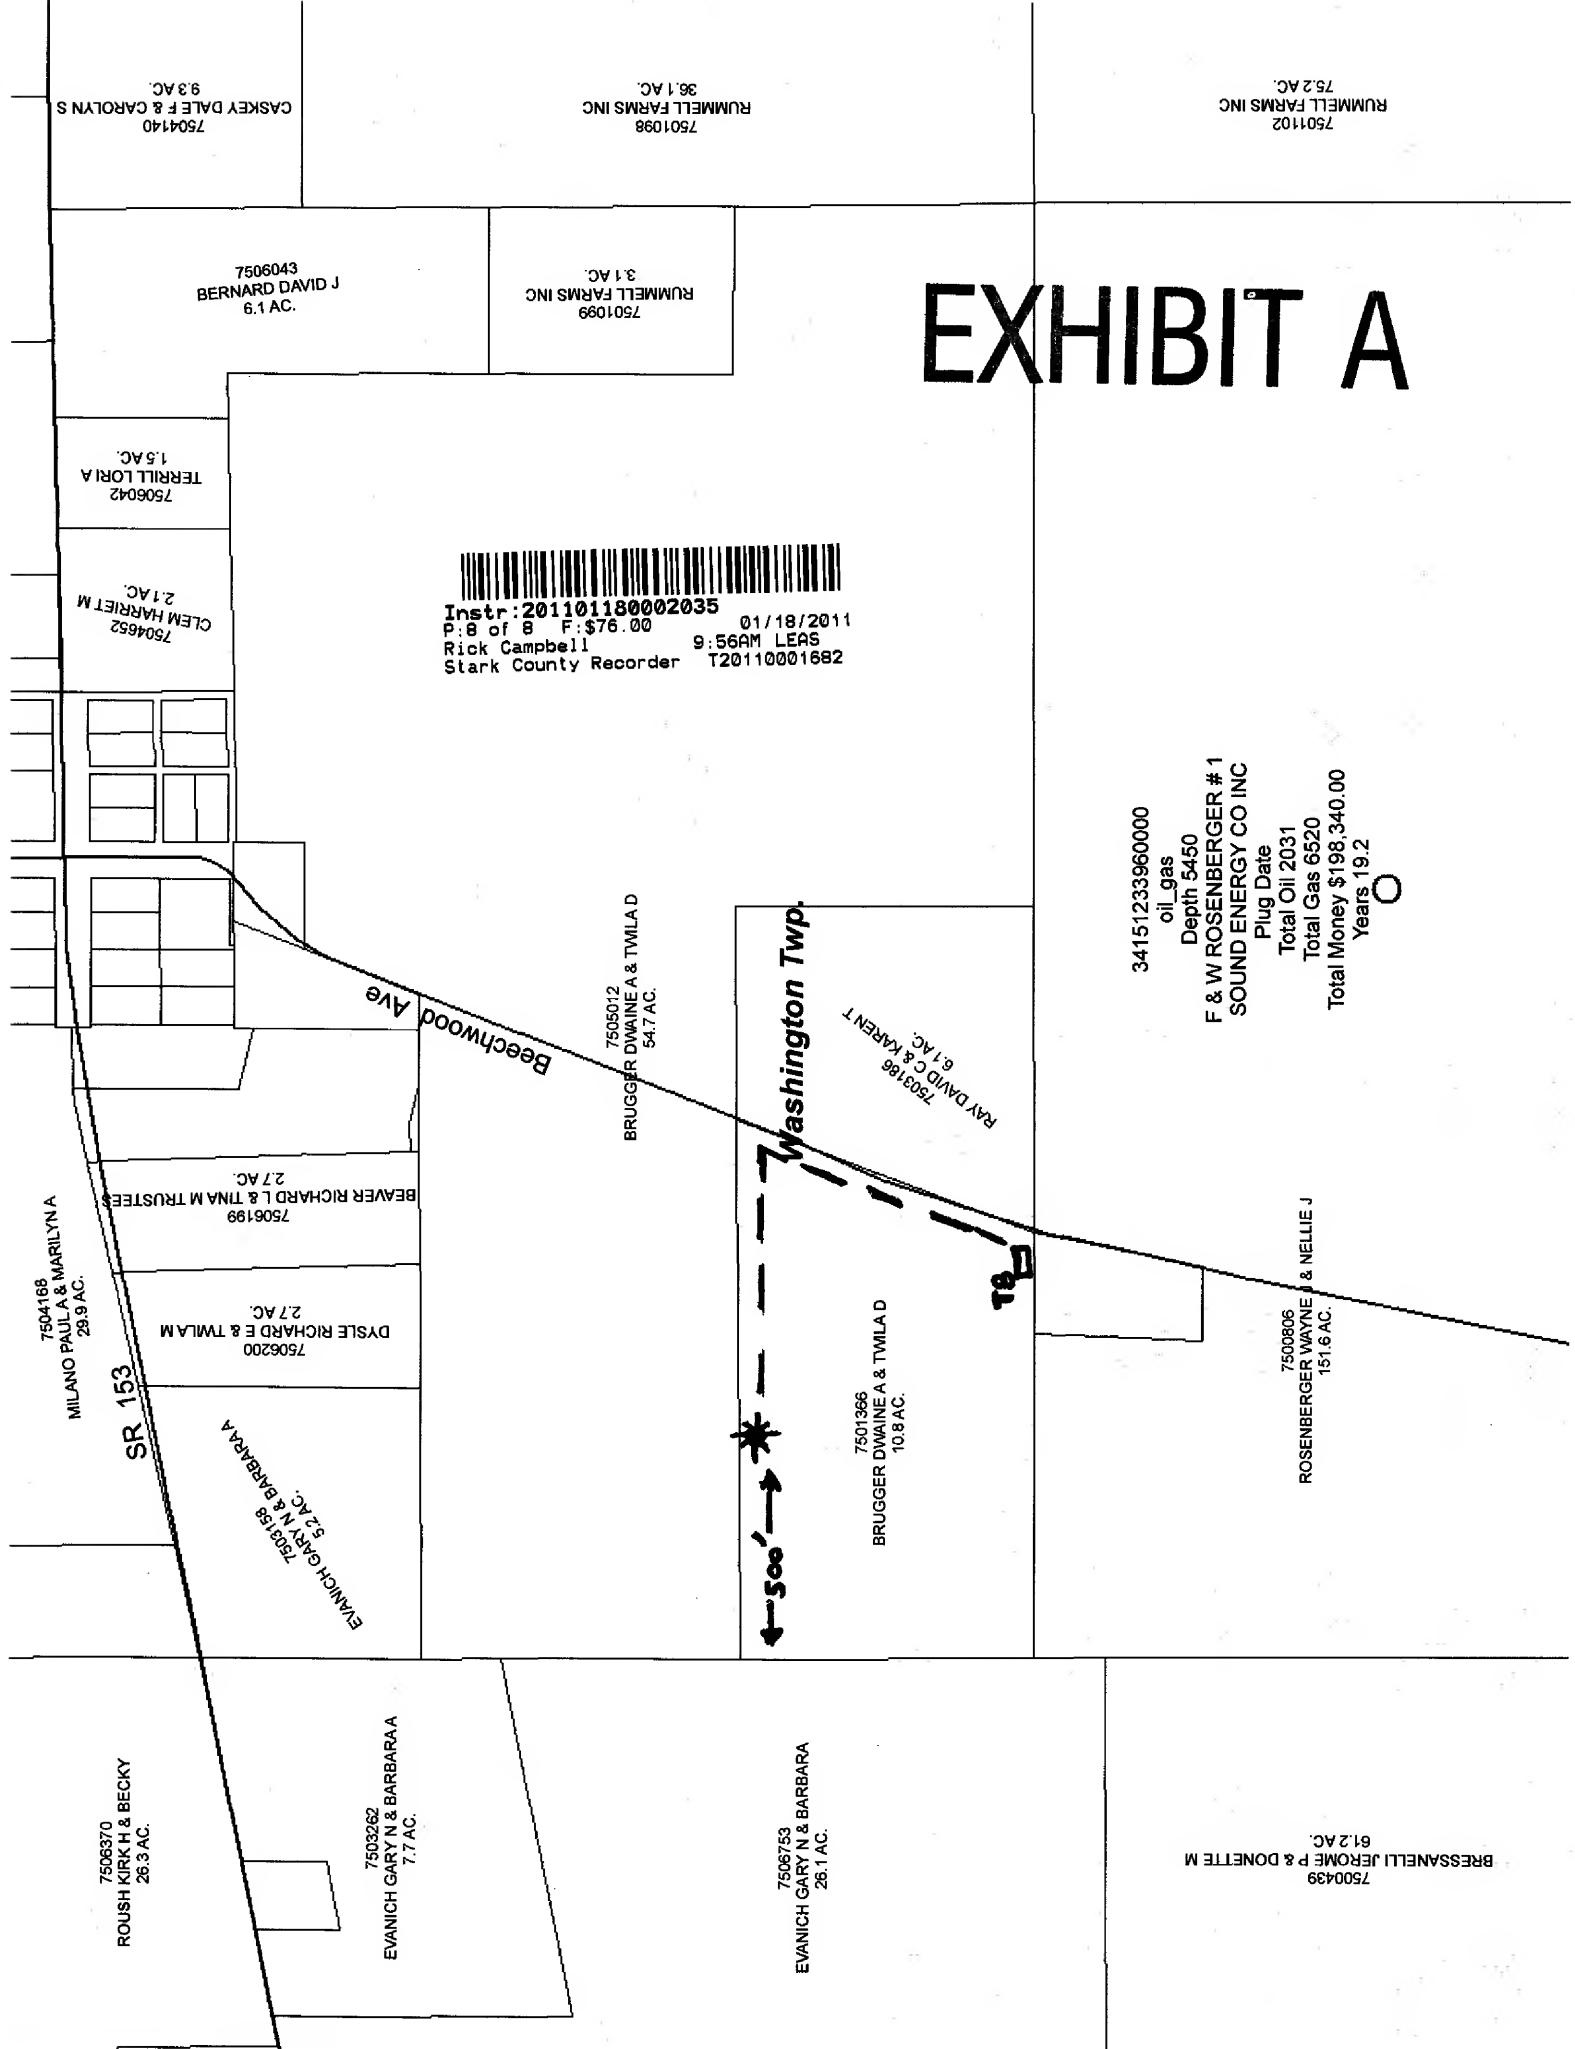 7504140
CASKEY DALE F & CAROLYN S
9.3 AC.
7501098
RUMMELL FARMS INC
36.1 AC.
7501102
RUMMELL FARMS INC
75.2 AC.
7506043
BERNARD DAVID J
6.1 AC.
7501099
RUMMELL FARMS INC
3.1 AC.
EXHIBIT A
7506042
TERRILL LORI A
1.5 AC.
7504652
CLEM HARRIET M
2.1 AC.
Instr:201101180002035
P:8 of 8 F:$76.00 01/18/2011
Rick Campbell 9:56AM LEAS
Stark County Recorder T20110001682
34151233960000
oil_gas
Depth 5450
F & W ROSENBERGER # 1
SOUND ENERGY CO INC
Plug Date
Total Oil 2031
Total Gas 6520
Total Money $198,340.00
Years 19.2
Beechwood Ave
7505012
BRUGGER DWAINE A & TWILA D
54.7 AC.
Washington Twp.
7503186
RAY DAVID C & KAREN T
6.1 AC.
7504168
MILANO PAUL A & MARILYN A
29.9 AC.
7506199
BEAVER RICHARD L & TINA M TRUSTEES
2.7 AC.
7506200
DYSLE RICHARD E & TWILA M
2.7 AC.
SR 153
TB
7501366
BRUGGER DWAINE A & TWILA D
10.8 AC.
7500806
ROSENBERGER WAYNE J & NELLIE J
151.6 AC.
7503158
EVANICH GARY N & BARBARA A
5.2 AC.
500'
7506370
ROUSH KIRK H & BECKY
26.3 AC.
7503262
EVANICH GARY N & BARBARA A
7.7 AC.
7506753
EVANICH GARY N & BARBARA
26.1 AC.
7500439
BRESSANELLI JEROME P & DONETTE M
61.2 AC.